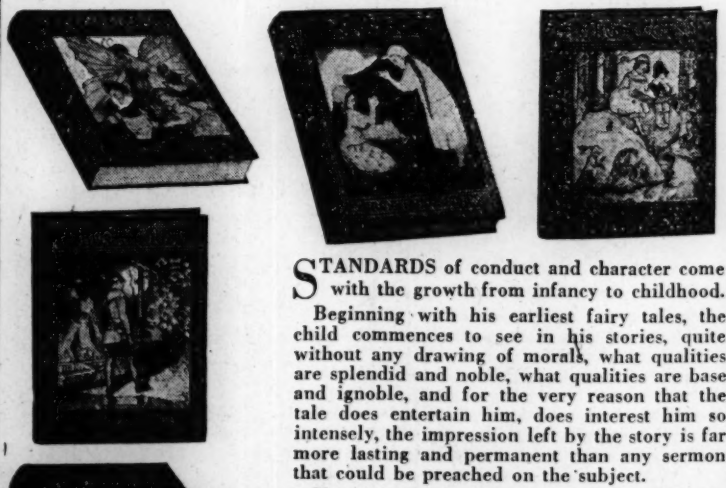 STANDARDS of conduct and character come
with the growth from infancy to childhood.
Beginning with his earliest fairy tales, the
child commences to see in his stories, quite
without any drawing of morals, what qualities
are splendid and noble, what qualities are base
and ignoble, and for the very reason that the
tale does entertain him, does interest him so
intensely, the impression left by the story is far
more lasting and permanent than any sermon
that could be preached on the subject.